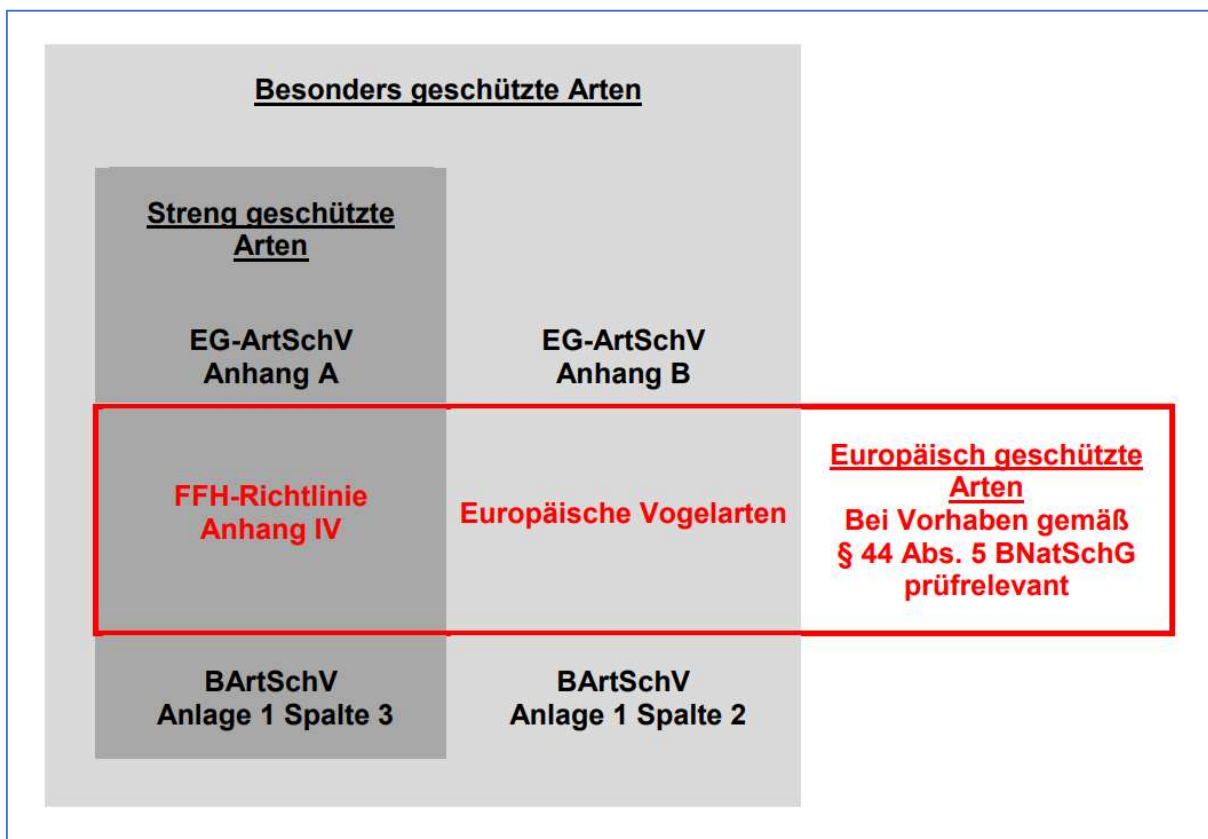 Besonders geschützte Arten
Streng geschützte
Arten
EG-ArtSchV
Anhang A
EG-ArtSchV
Anhang B
FFH-Richtlinie
Anhang IV
Europäische Vogelarten
Europäisch geschützte
Arten
Bei Vorhaben gemäß
§ 44 Abs. 5 BNatSchG
prüfrelevant
BArtSchV
Anlage 1 Spalte 3
BArtSchV
Anlage 1 Spalte 2